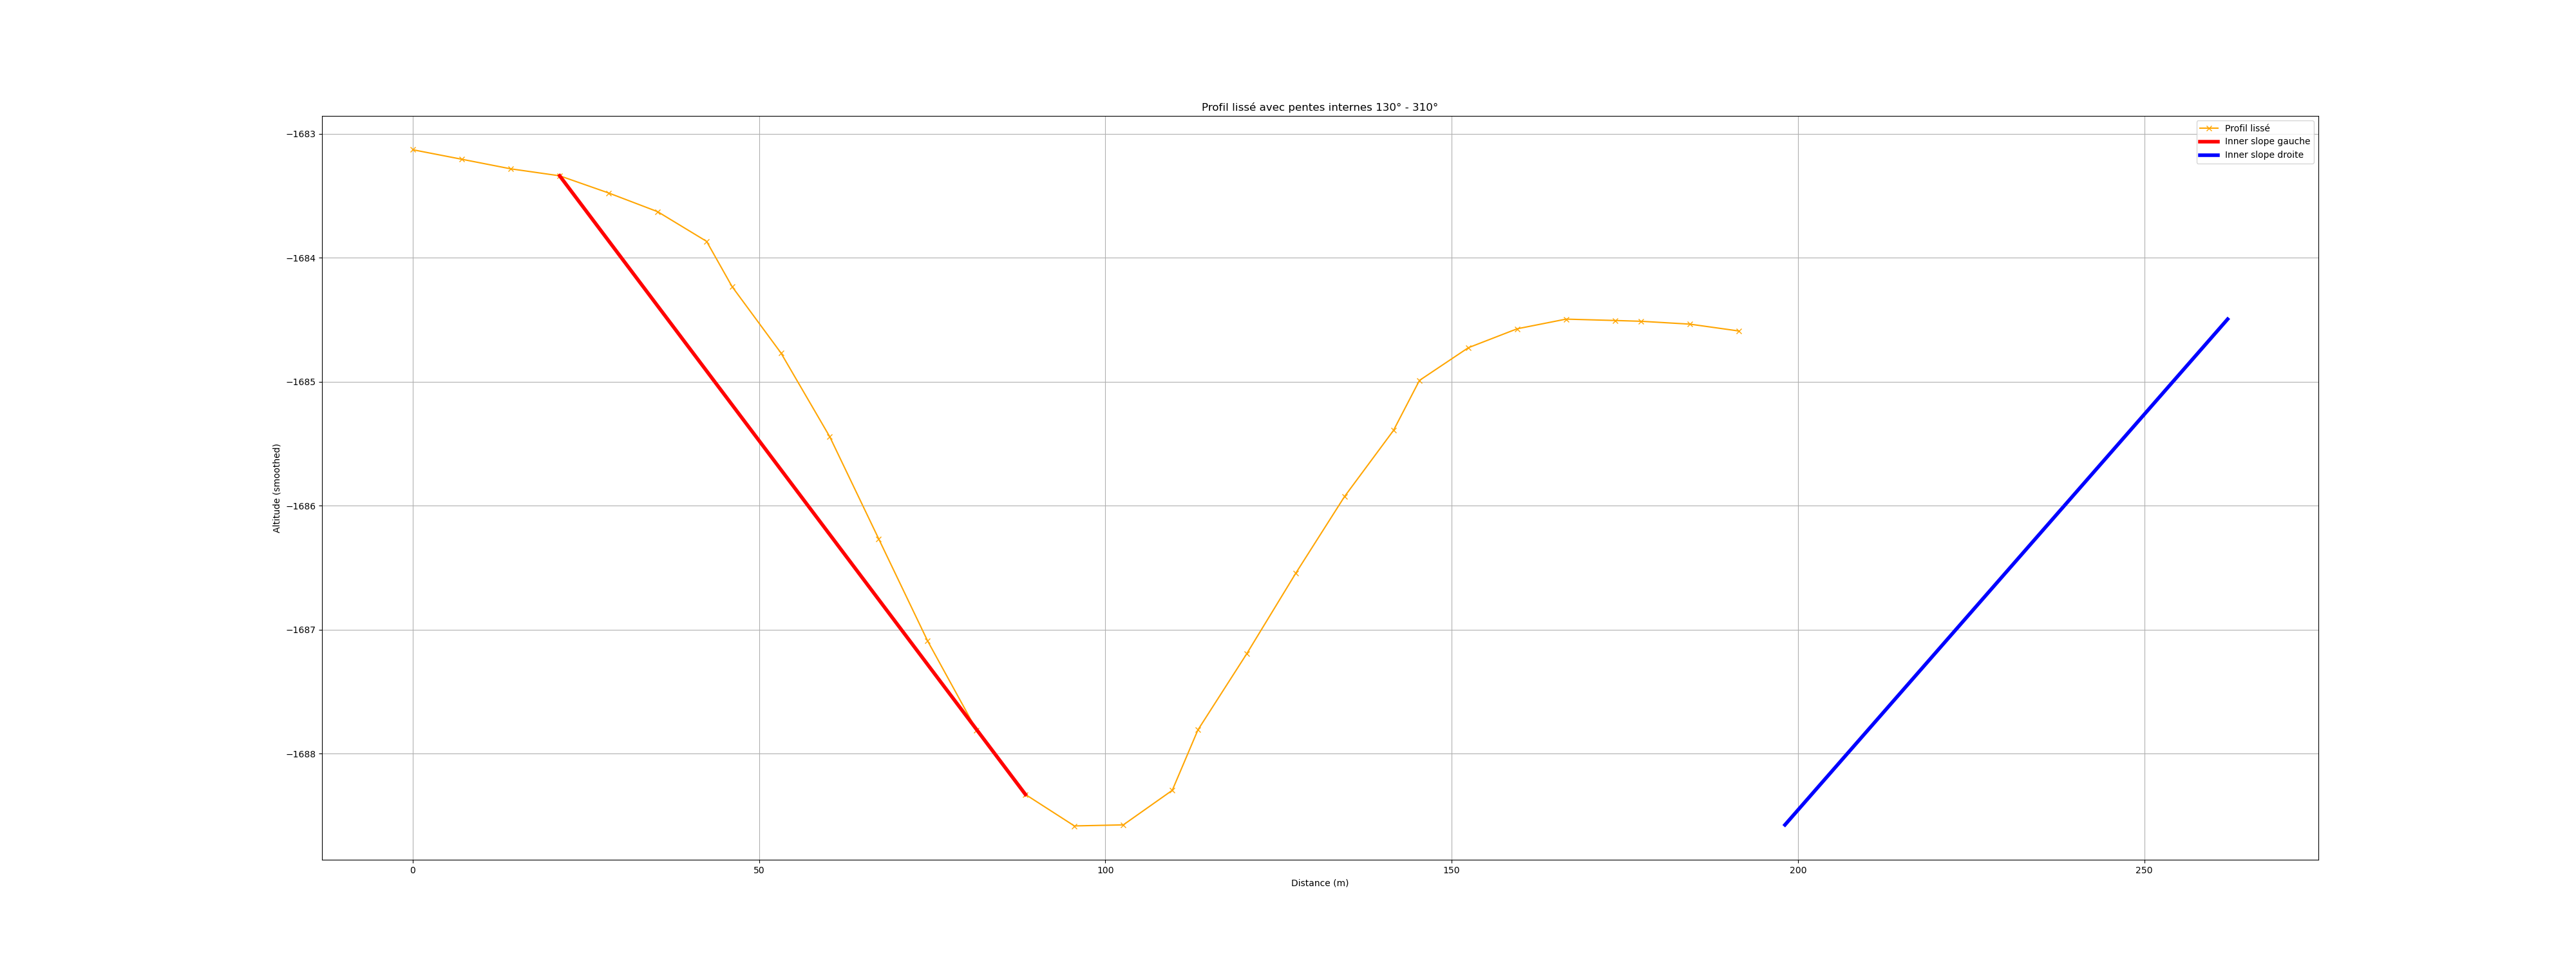 Profil lissé avec pentes internes 130° - 310°
Profil lissé
Inner slope gauche
Inner slope droite
−1683
−1684
−1685
−1686
−1687
−1688
Altitude (smoothed)
0
50
100
150
200
250
Distance (m)